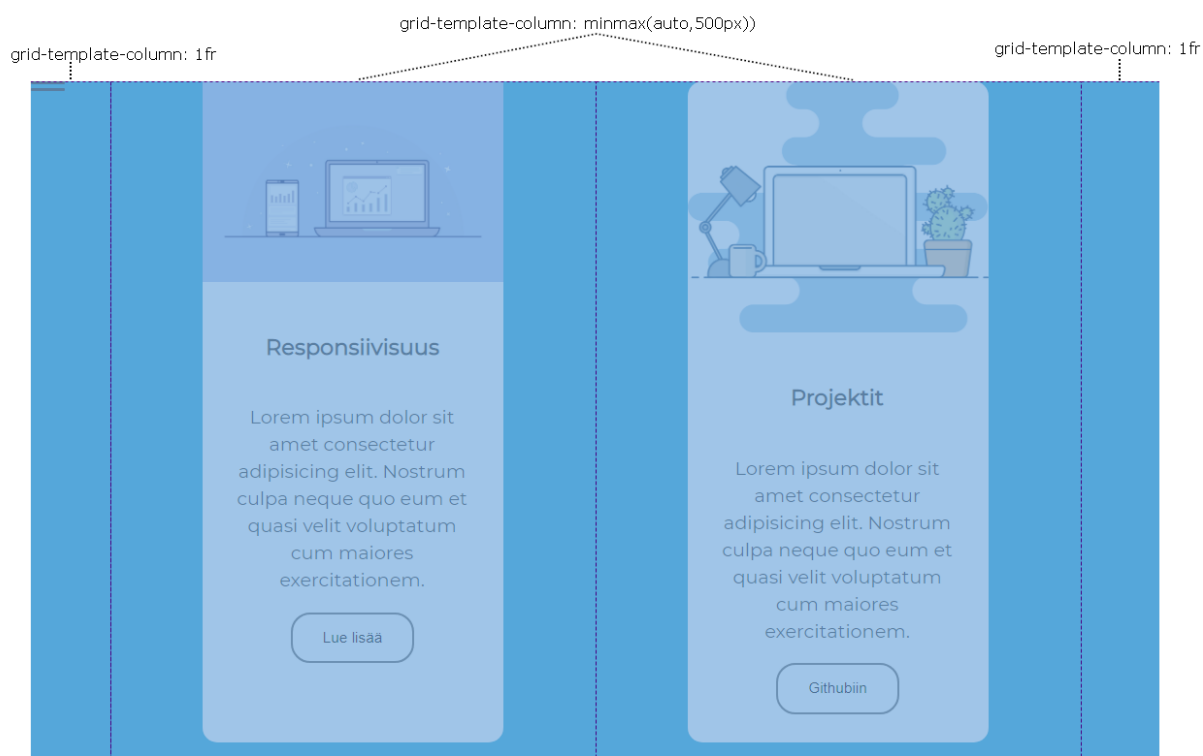 grid-template-column: minmax(auto,500px))
grid-template-column: 1fr
grid-template-column: 1fr
Responsiivisuus
Lorem ipsum dolor sit
amet consectetur
adipisicing elit. Nostrum
culpa neque quo eum et
quasi velit voluptatum
cum maiores
exercitationem.
Lue lisää
Projektit
Lorem ipsum dolor sit
amet consectetur
adipisicing elit. Nostrum
culpa neque quo eum et
quasi velit voluptatum
cum maiores
exercitationem.
Githubiin